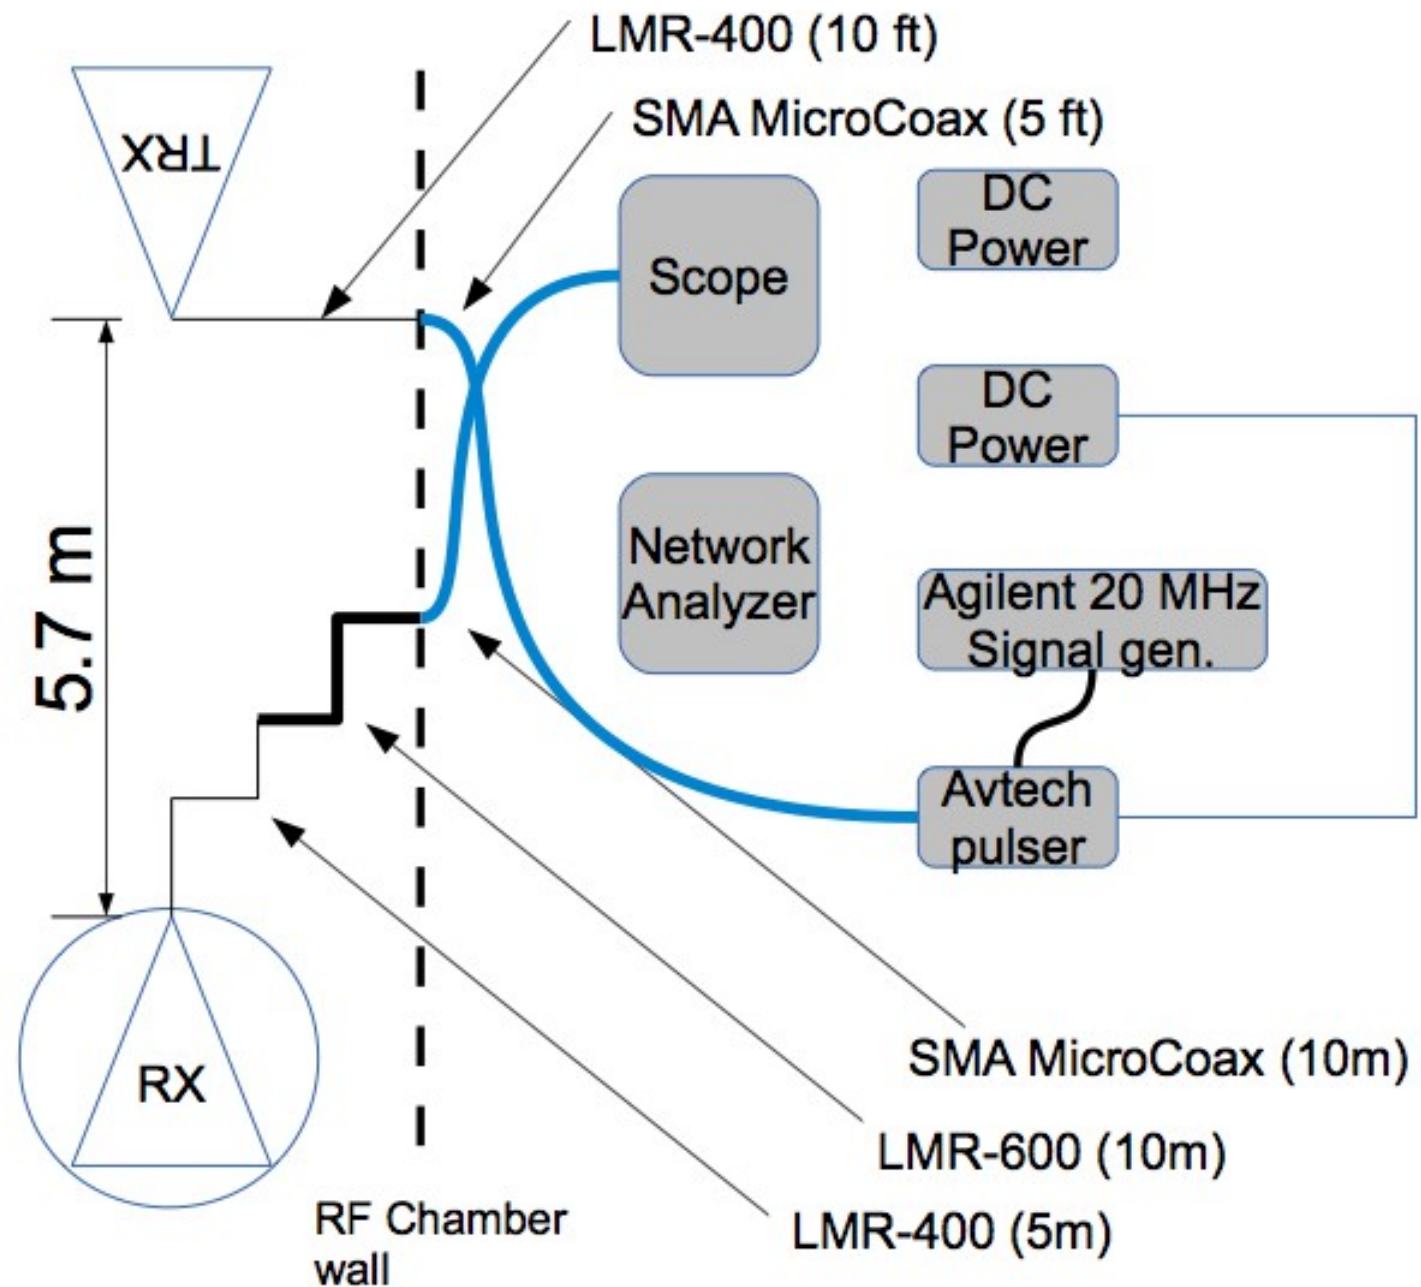 LMR-400 (10 ft)
SMA MicroCoax (5 ft)
TRX
Scope
DC
Power
DC
Power
Network
Analyzer
Agilent 20 MHz
Signal gen.
5.7 m
Avtech
pulser
RX
SMA MicroCoax (10m)
LMR-600 (10m)
LMR-400 (5m)
RF Chamber
wall